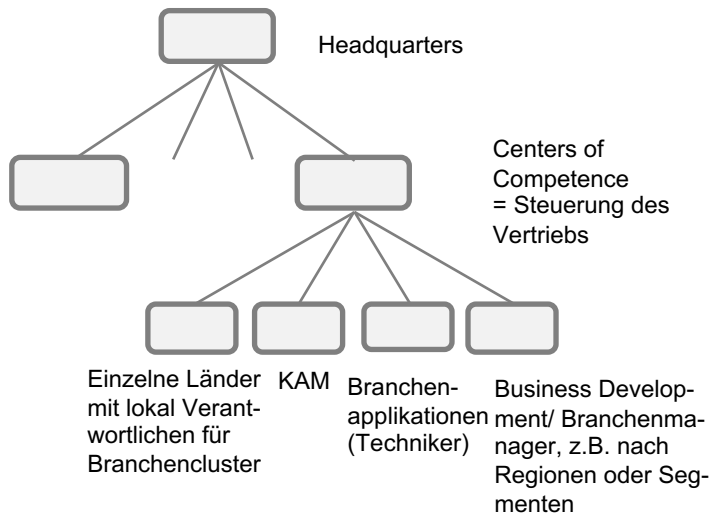 Headquarters
Centers of
Competence
= Steuerung des
Vertriebs
Einzelne Länder
mit lokal Verant-
wortlichen für
Branchencluster
KAM
Branchen-
applikationen
(Techniker)
Business Develop-
ment/ Branchenma-
nager, z.B. nach
Regionen oder Seg-
menten